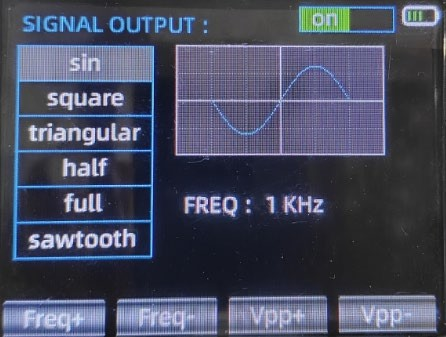 SIGNAL OUTPUT : on
sin
square
triangular
half
full
sawtooth
FREQ : 1 KHz
Freq+ Freq- Vpp+ Vpp-